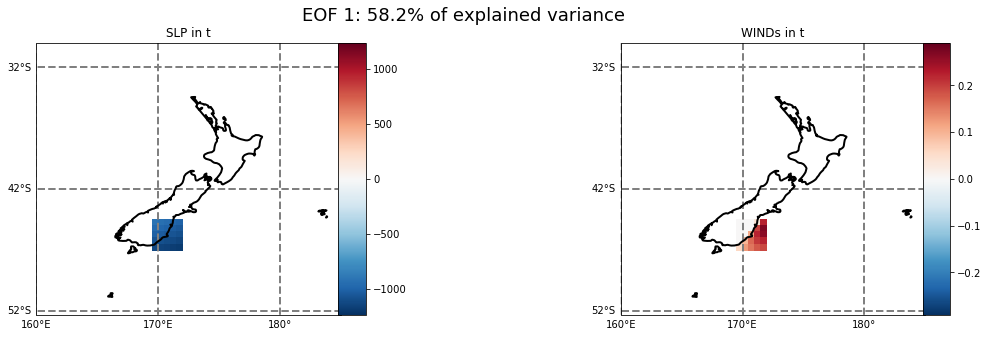 EOF 1: 58.2% of explained variance
SLP in t
32°S
42°S
52°S
160°E
170°E
180°
1000
500
0
−500
−1000
WINDs in t
32°S
42°S
52°S
160°E
170°E
180°
0.2
0.1
0.0
−0.1
−0.2